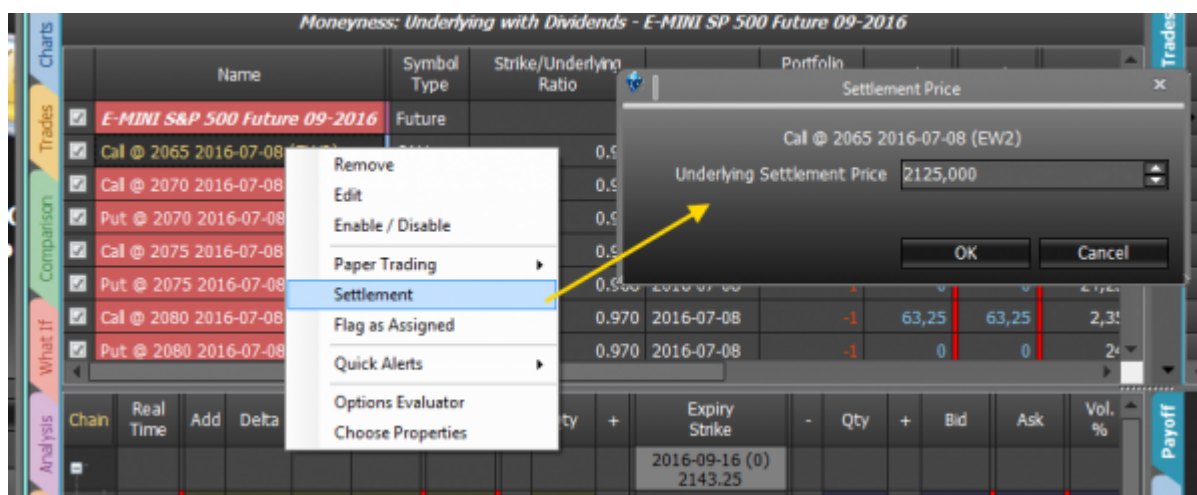 Moneyness: Underlying with Dividends - E-MINI SP 500 Future 09-2016
Charts
Trades
Comparison
What If
Analysis
Trades
Payoff
Name
Symbol Type
Strike/Underlying Ratio
Portfolio
E-MINI S&P 500 Future 09-2016 Future
Call @ 2065 2016-07-08 (EW2)
Call @ 2070 2016-07-08
Put @ 2070 2016-07-08
Call @ 2075 2016-07-08
Put @ 2075 2016-07-08
Call @ 2080 2016-07-08 0.970 2016-07-08 -1 63,25 63,25
Put @ 2080 2016-07-08 0.970 2016-07-08 -1 0 0
Remove
Edit
Enable / Disable
Paper Trading
Settlement
Flag as Assigned
Quick Alerts
Options Evaluator
Choose Properties
Settlement Price
x
Call @ 2065 2016-07-08 (EW2)
Underlying Settlement Price 2125,000
OK Cancel
Chain
Real Time
Add
Delta
+
Expiry Strike
-
Qty
+
Bid
Ask
Vol. %
2016-09-16 (0)
2143.25